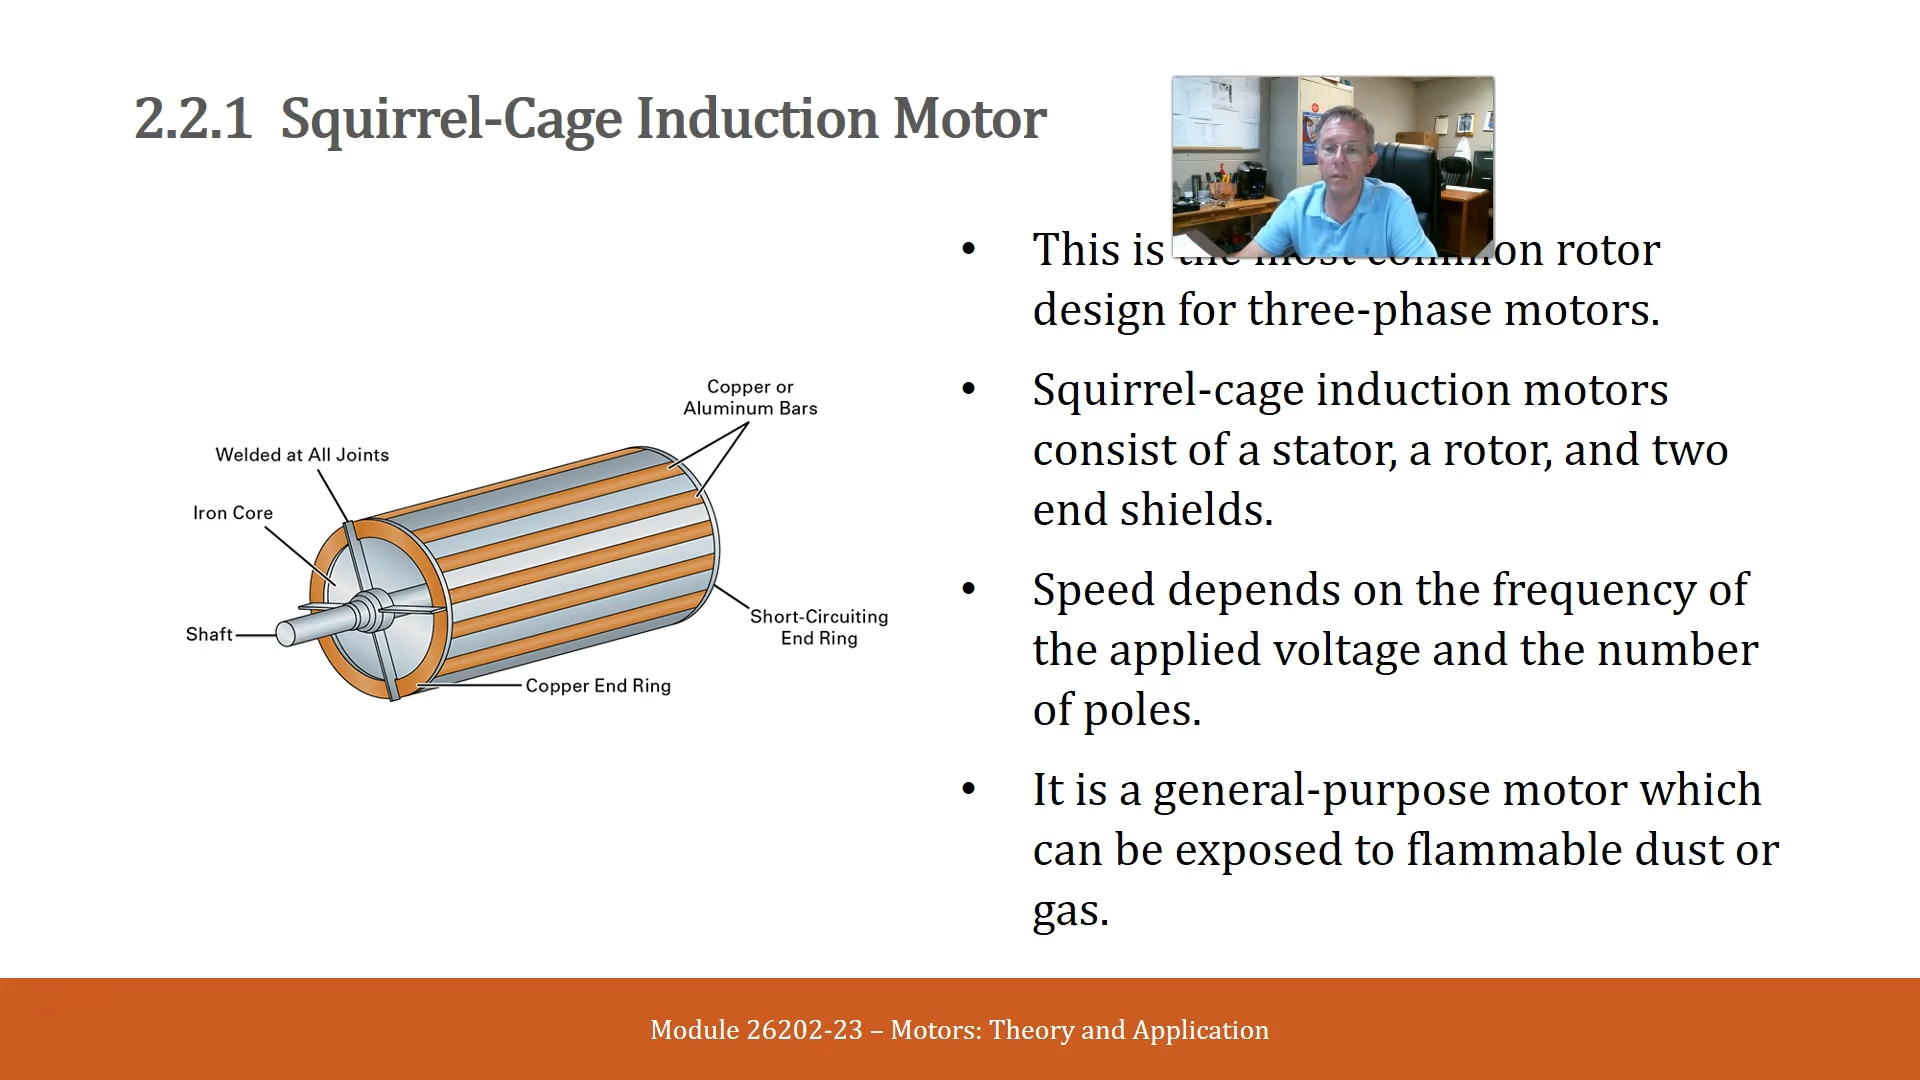 2.2.1 Squirrel-Cage Induction Motor
This is the most common rotor
design for three-phase motors.
Squirrel-cage induction motors
consist of a stator, a rotor, and two
end shields.
Speed depends on the frequency of
the applied voltage and the number
of poles.
It is a general-purpose motor which
can be exposed to flammable dust or
gas.
Copper or
Aluminum Bars
Welded at All Joints
Iron Core
Shaft
Short-Circuiting
End Ring
Copper End Ring
Module 26202-23 – Motors: Theory and Application